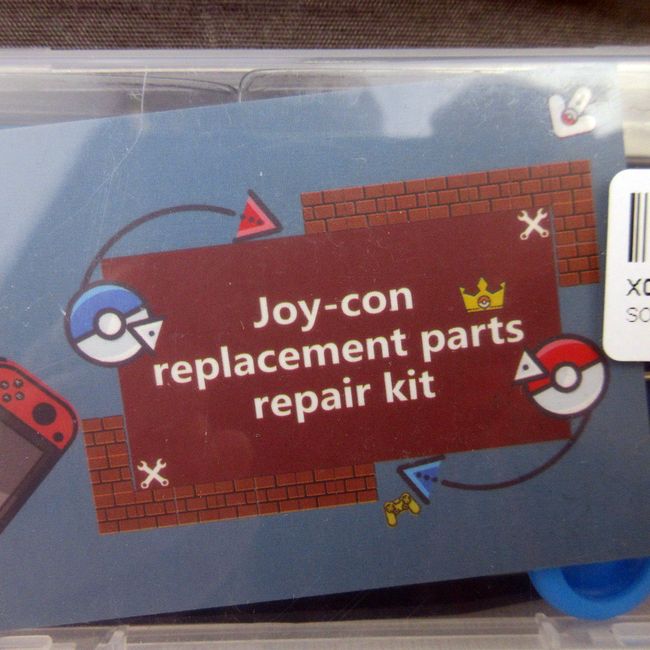 Joy-con
replacement parts
repair kit